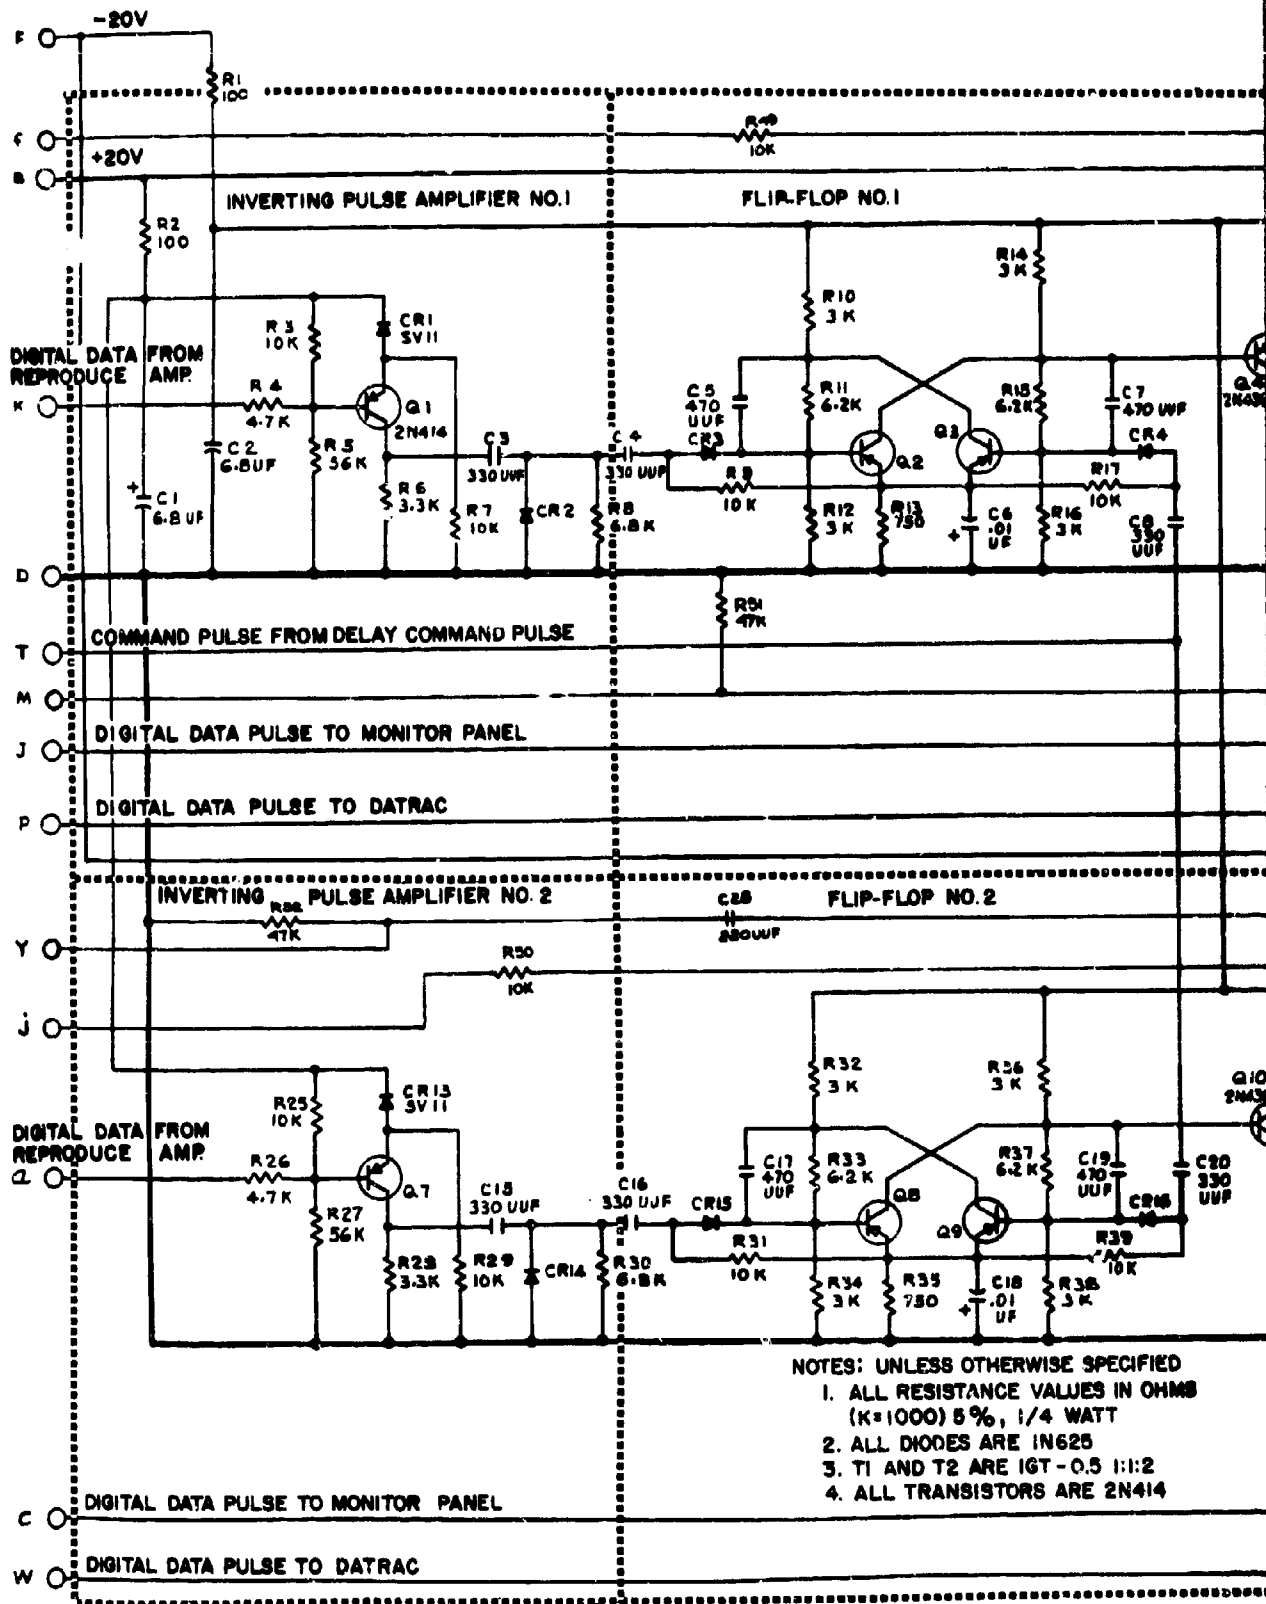 -20V
F
R1
100
f
R49
10K
+20V
B
INVERTING PULSE AMPLIFIER NO.1
FLIP-FLOP NO.1
R2
100
R14
3 K
R10
3 K
R3
10K
CR1
SV11
DIGITAL DATA FROM
REPRODUCE AMP.
K
R4
4.7K
Q1
2N414
C5
470
UUF
R11
6.2K
R15
6.2K
C7
470 UUF
Q4
C2
6.8UF
R5
56K
C3
330 UUF
C4
330 UUF
CR3
Q2
Q3
CR4
R9
10K
R17
10K
C1
+
6.8 UF
R6
3.3K
R7
10K
CR2
R8
6.8K
R12
3K
R13
750
C6
.01
UF
+
R16
3K
C8
330
UUF
D
R51
47K
COMMAND PULSE FROM DELAY COMMAND PULSE
T
M
DIGITAL DATA PULSE TO MONITOR PANEL
J
DIGITAL DATA PULSE TO DATRAC
P
INVERTING PULSE AMPLIFIER NO. 2
FLIP-FLOP NO.2
47K
C28
Y
R50
10K
j
R32
3 K
R36
3 K
R25
10K
CR13
SV11
Q10
DIGITAL DATA FROM
REPRODUCE AMP.
R26
4.7K
Q7
C17
470
UUF
R33
6.2K
R37
6.2K
C19
470
UUF
C20
330
UUF
R27
56K
C15
330 UUF
C16
330 UUF
CR15
Q8
Q9
CR16
R31
10K
R39
10K
R28
3.3K
R29
10K
CR14
R30
6.8K
R34
3K
R35
750
C18
.01
UF
+
R38
3K
NOTES: UNLESS OTHERWISE SPECIFIED
1. ALL RESISTANCE VALUES IN OHMS
(K=1000) 5%, 1/4 WATT
2. ALL DIODES ARE 1N625
3. T1 AND T2 ARE IGT-0.5 1:1:2
4. ALL TRANSISTORS ARE 2N414
DIGITAL DATA PULSE TO MONITOR PANEL
C
DIGITAL DATA PULSE TO DATRAC
W